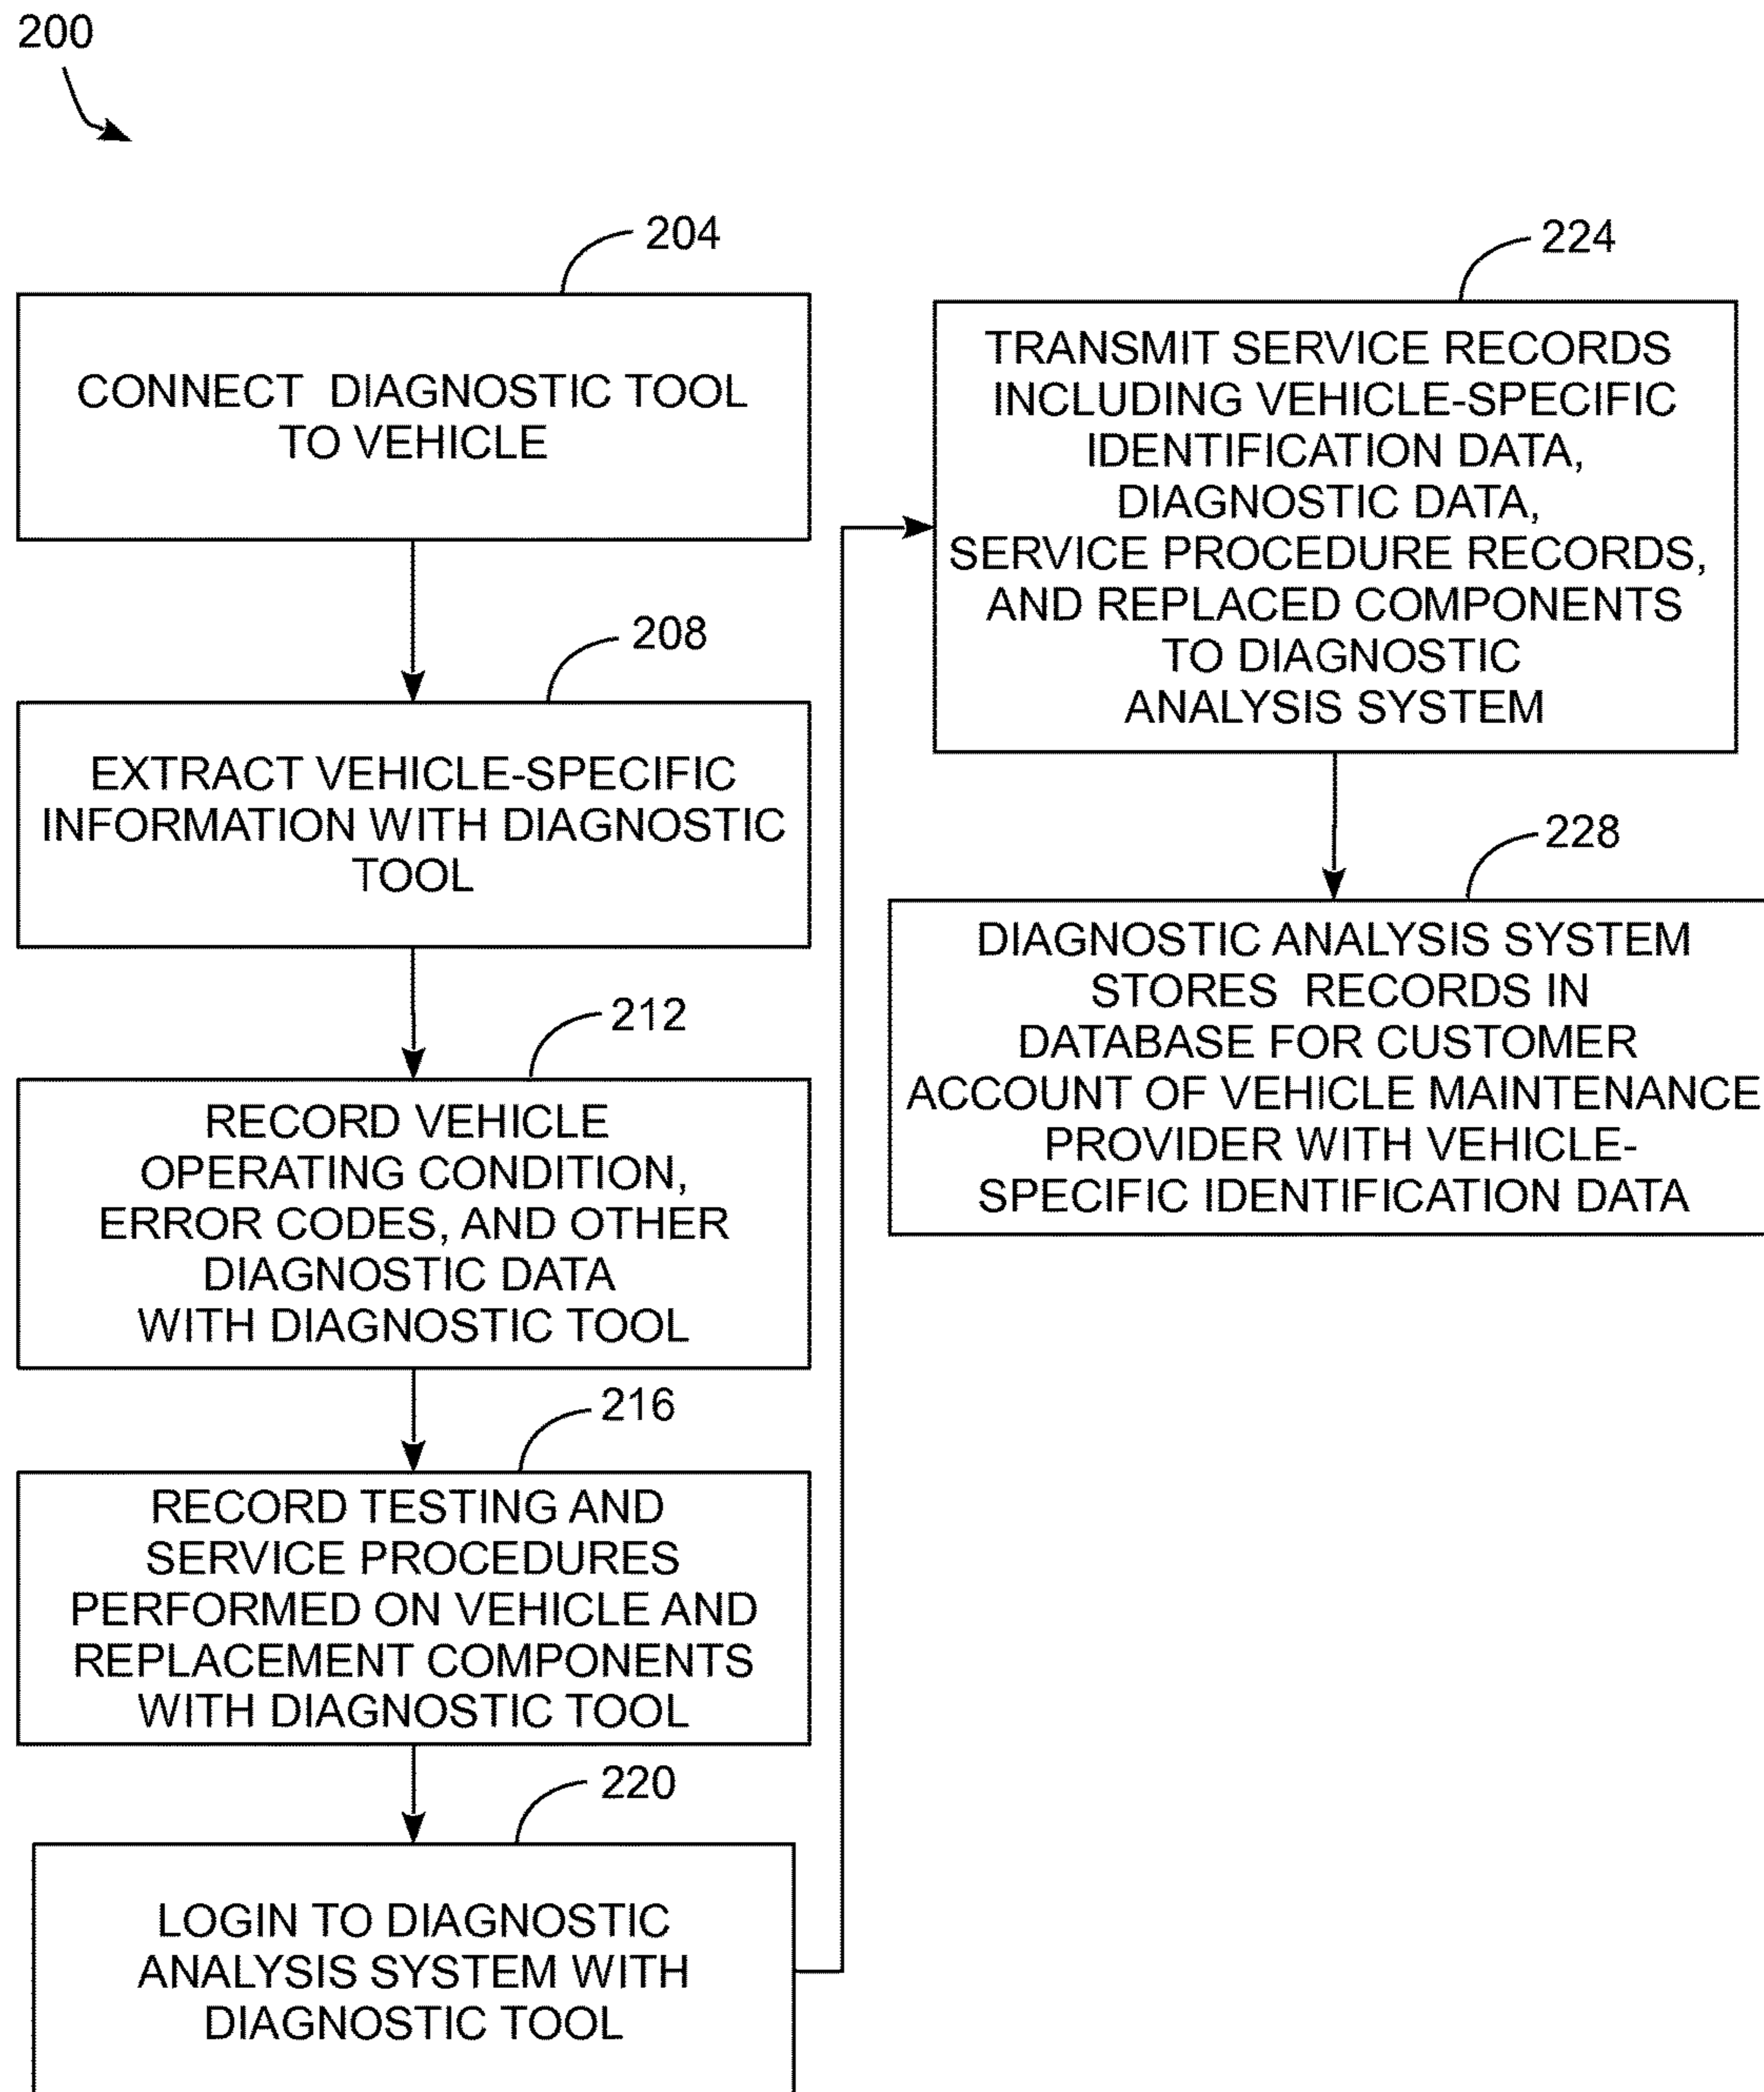 200
204
CONNECT DIAGNOSTIC TOOL
TO VEHICLE
208
EXTRACT VEHICLE-SPECIFIC
INFORMATION WITH DIAGNOSTIC
TOOL
212
RECORD VEHICLE
OPERATING CONDITION,
ERROR CODES, AND OTHER
DIAGNOSTIC DATA
WITH DIAGNOSTIC TOOL
216
RECORD TESTING AND
SERVICE PROCEDURES
PERFORMED ON VEHICLE AND
REPLACEMENT COMPONENTS
WITH DIAGNOSTIC TOOL
220
LOGIN TO DIAGNOSTIC
ANALYSIS SYSTEM WITH
DIAGNOSTIC TOOL
224
TRANSMIT SERVICE RECORDS
INCLUDING VEHICLE-SPECIFIC
IDENTIFICATION DATA,
DIAGNOSTIC DATA,
SERVICE PROCEDURE RECORDS,
AND REPLACED COMPONENTS
TO DIAGNOSTIC
ANALYSIS SYSTEM
228
DIAGNOSTIC ANALYSIS SYSTEM
STORES RECORDS IN
DATABASE FOR CUSTOMER
ACCOUNT OF VEHICLE MAINTENANCE
PROVIDER WITH VEHICLE-
SPECIFIC IDENTIFICATION DATA